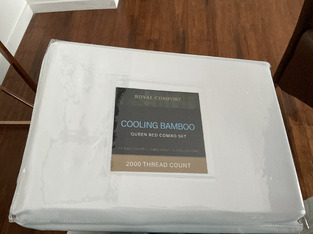 ROYAL COMFORT
COOLING BAMBOO
QUEEN BED COMBO SET
2000 THREAD COUNT